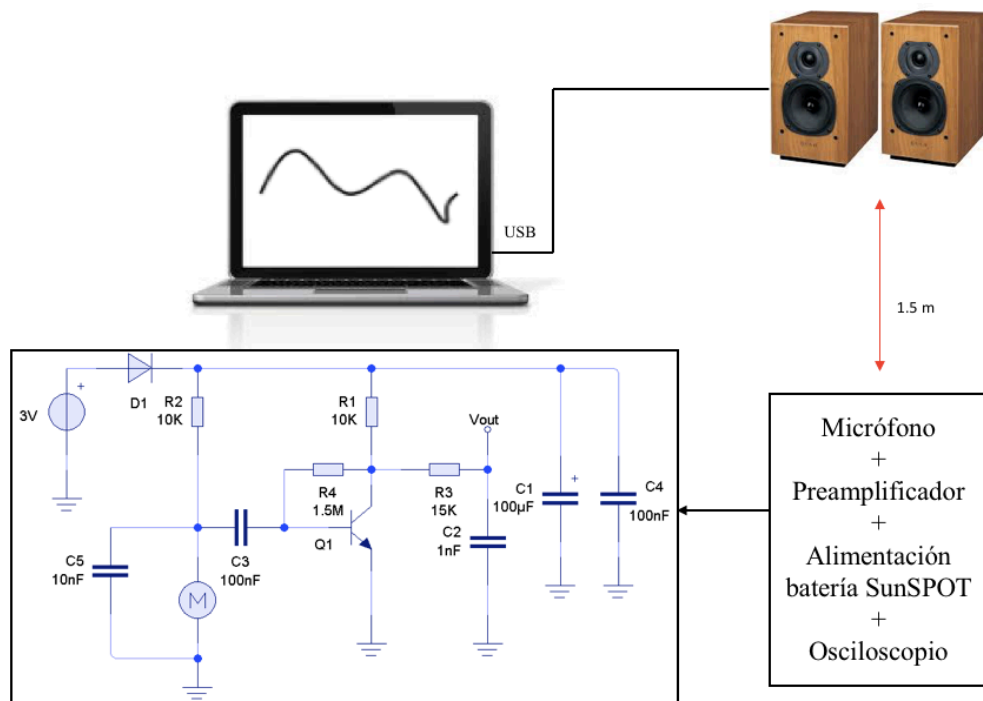 USB
1.5 m
3V
+
D1
R2
10K
R1
10K
Vout
R4
1.5M
R3
15K
C1
100µF
+
C4
100nF
C2
1nF
Q1
C3
100nF
C5
10nF
M
Micrófono
+
Preamplificador
+
Alimentación
batería SunSPOT
+
Osciloscopio